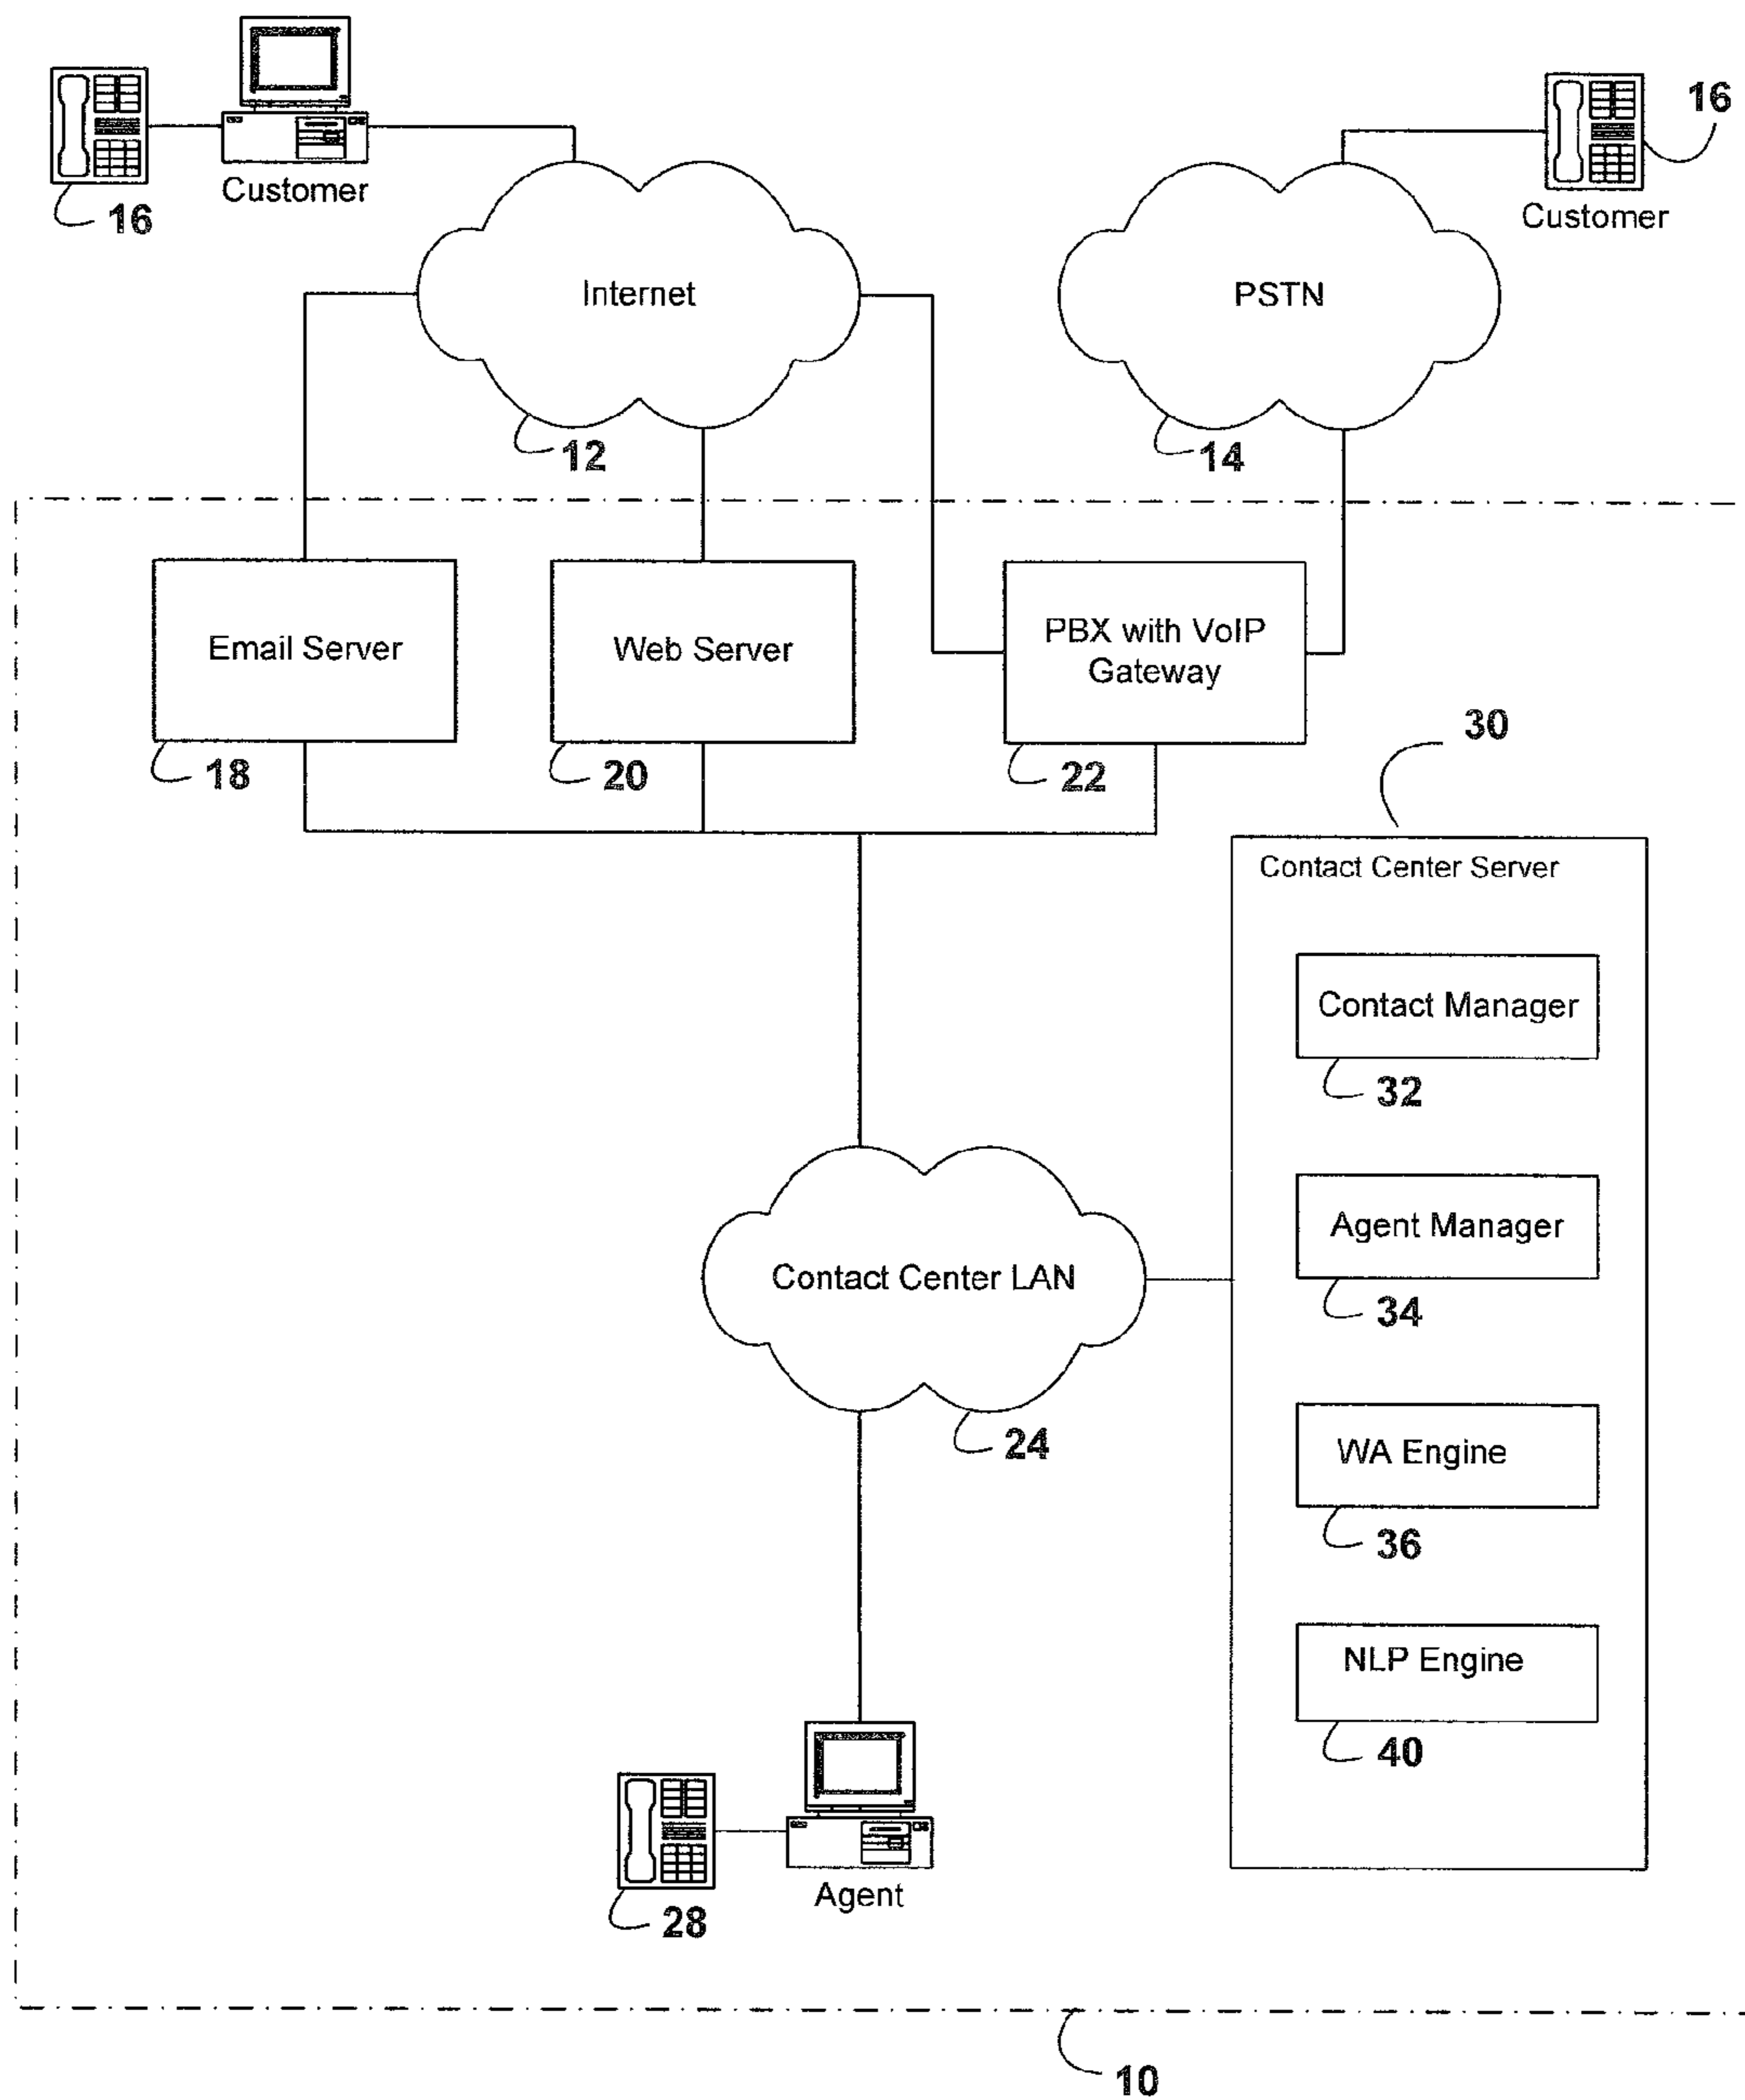 16
Customer
16
Customer
Internet
PSTN
12
14
Email Server
Web Server
PBX with VoIP
Gateway
18
20
22
30
Contact Center Server
Contact Manager
32
Agent Manager
34
Contact Center LAN
24
WA Engine
36
NLP Engine
40
Agent
28
10